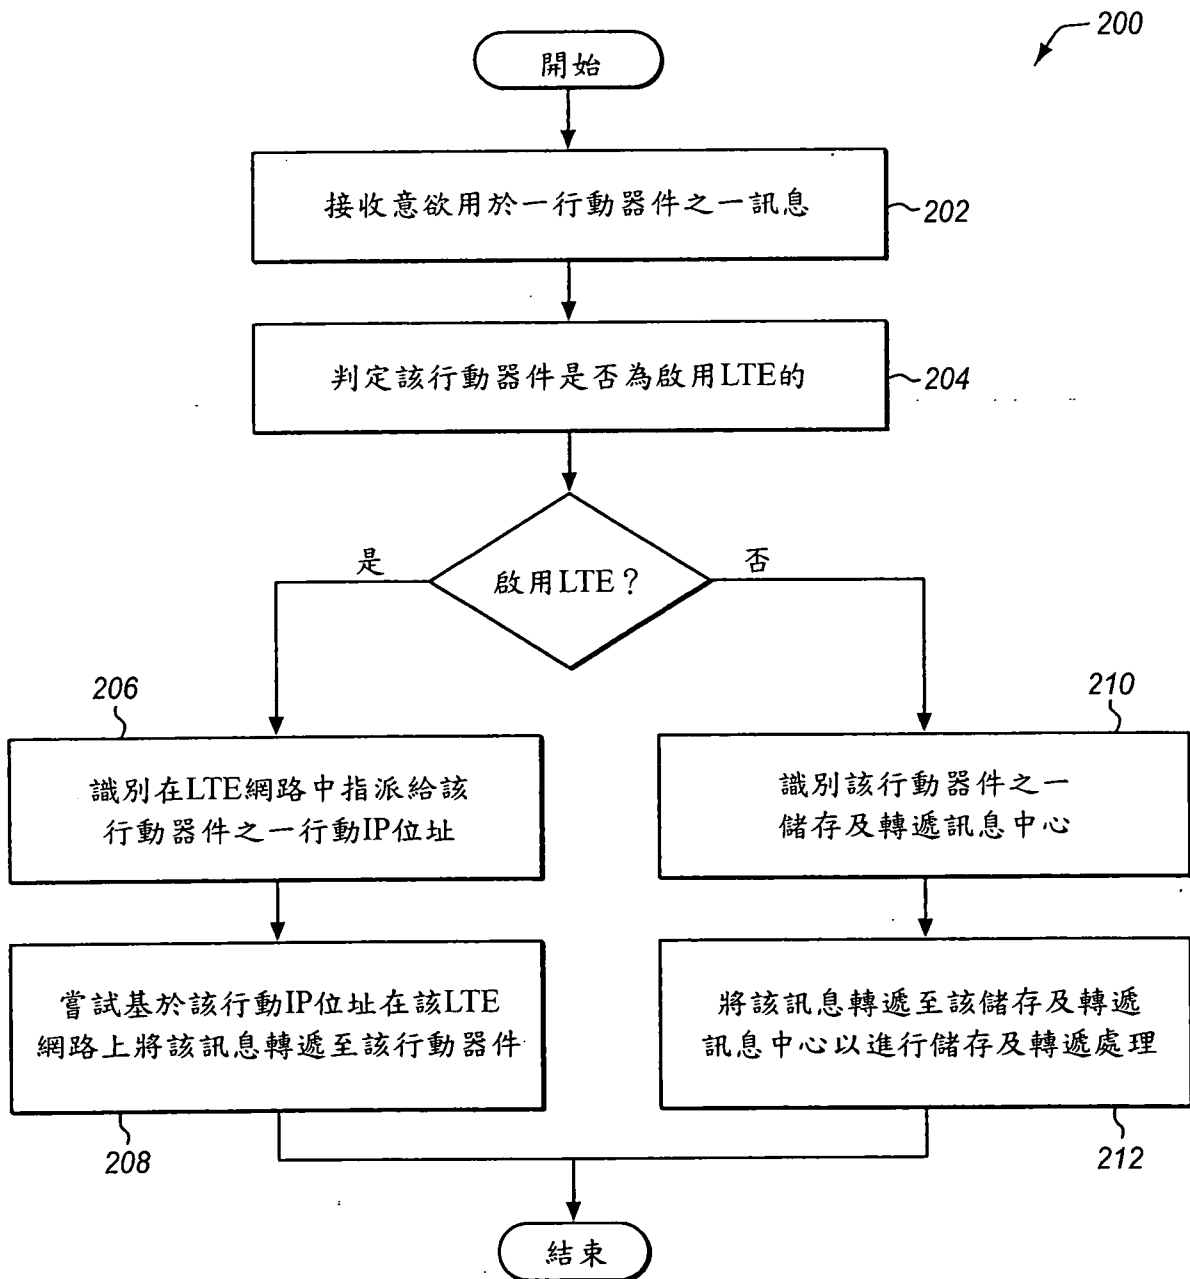 200
開始
接收意欲用於一行動器件之一訊息
202
判定該行動器件是否為啟用LTE的
204
是
啟用LTE？
否
206
識別在LTE網路中指派給該
行動器件之一行動IP位址
210
識別該行動器件之一
儲存及轉遞訊息中心
嘗試基於該行動IP位址在該LTE
網路上將該訊息轉遞至該行動器件
208
將該訊息轉遞至該儲存及轉遞
訊息中心以進行儲存及轉遞處理
212
結束